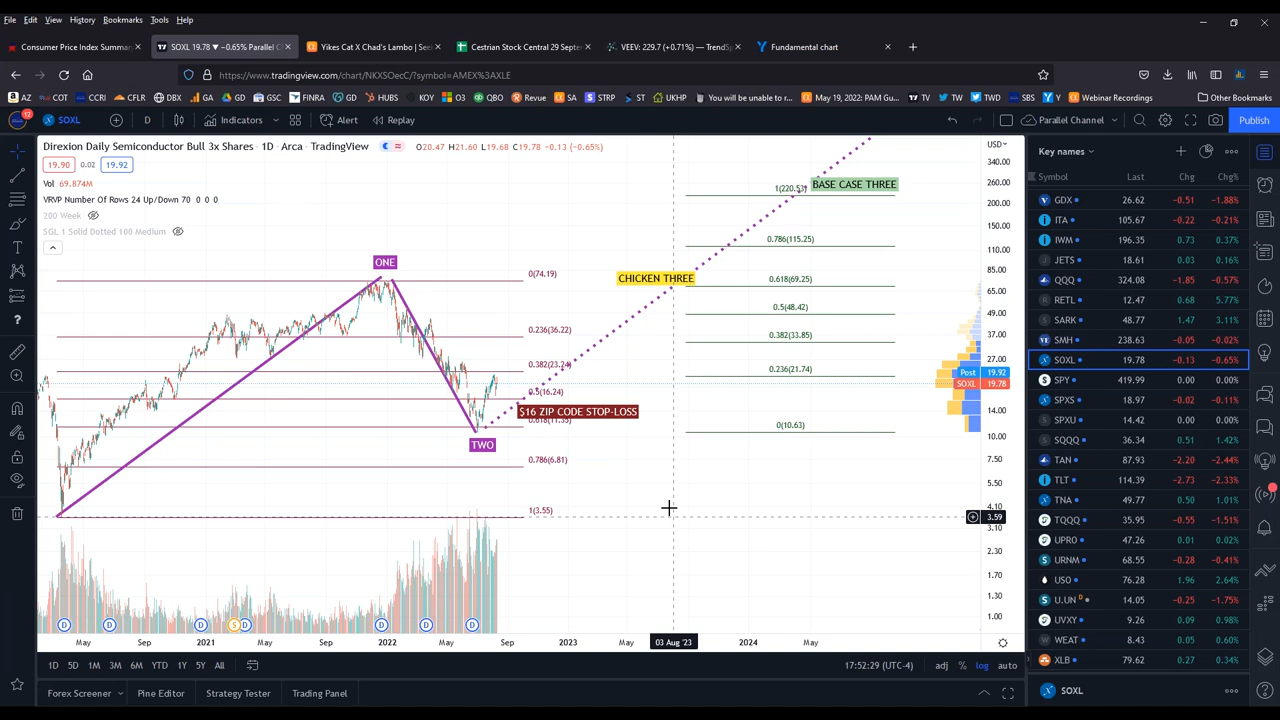 File Edit View History Bookmarks Tools Help
Consumer Price Index Summar
SOXL 19.78 ▼ −0.65% Parallel C
Yikes Cat X Chad's Lambo | Seek
Cestrian Stock Central 29 Septe
VEEV: 229.7 (+0.71%) — TrendSp
Fundamental chart
https://www.tradingview.com/chart/NKXSOecC/?symbol=AMEX%3AXLE
AZ COT CCRI CFLR DBX GA GD GSC FINRA GD HUBS KOY O3 QBO Revue SA STRP ST UKHP You will be unable to r... May 19, 2022: PAM Gu... TV TW TWD SBS Y Webinar Recordings Other Bookmarks
12 SOXL D Indicators Alert Replay Parallel Channel Publish
Direxion Daily Semiconductor Bull 3x Shares · 1D · Arca · TradingView O20.47 H21.60 L19.68 C19.78 −0.13 (−0.65%)
19.90 0.02 19.92
Vol 69.874M
VRVP Number Of Rows 24 Up/Down 70 0 0 0
200 Week
SGL 1 Solid Dotted 100 Medium
ONE
TWO
0(74.19)
0.236(36.22)
0.382(23.24)
0.5(16.24)
$16 ZIP CODE STOP-LOSS
0.786(6.81)
1(3.55)
CHICKEN THREE
BASE CASE THREE
1(220.53)
0.786(115.25)
0.618(69.25)
0.5(48.42)
0.382(33.85)
0.236(21.74)
0(10.63)
USD
340.00
260.00
200.00
150.00
110.00
85.00
65.00
49.00
37.00
27.00
Post 19.92
SOXL 19.78
14.00
10.00
7.50
5.50
4.10
3.59
3.10
2.30
1.70
1.30
1.00
D D D S D D D D
May Sep 2021 May Sep 2022 May Sep 2023 May 03 Aug '23 2024 May
1D 5D 1M 3M 6M YTD 1Y 5Y All 17:52:29 (UTC-4) adj % log auto
Forex Screener Pine Editor Strategy Tester Trading Panel
Key names
Symbol Last Chg Chg%
GDX 26.62 −0.51 −1.88%
ITA 105.67 −0.22 −0.21%
IWM 196.35 0.73 0.37%
JETS 18.61 0.03 0.16%
QQQ 324.08 −1.85 −0.57%
RETL 12.47 0.68 5.77%
SARK 48.77 1.47 3.11%
SMH 238.63 −0.05 −0.02%
SOXL 19.78 −0.13 −0.65%
SPY 419.99 0.00 0.00%
SPXS 18.97 −0.02 −0.11%
SPXU 14.42 0.00 0.00%
SQQQ 36.34 0.51 1.42%
TAN 87.93 −2.20 −2.44%
TLT 114.39 −2.73 −2.33%
TNA 49.77 0.50 1.01%
TQQQ 35.95 −0.55 −1.51%
UPRO 47.26 0.01 0.02%
URNM 68.55 −0.28 −0.41%
USO 76.28 1.96 2.64%
U.UN D 14.05 −0.25 −1.75%
UVXY 9.26 0.09 0.98%
WEAT 8.43 0.05 0.60%
XLB 79.62 0.27 0.34%
SOXL